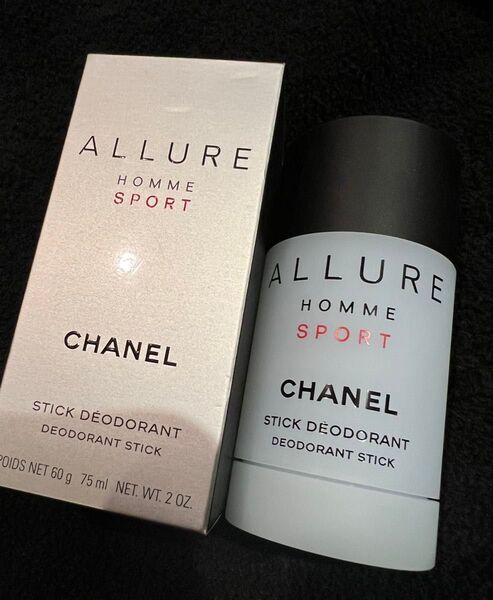 ALLURE
HOMME
SPORT
CHANEL
STICK DÉODORANT
DEODORANT STICK
POIDS NET 60 g 75 ml NET. WT. 2 OZ.
ALLURE
HOMME
SPORT
CHANEL
STICK DÉODORANT
DEODORANT STICK